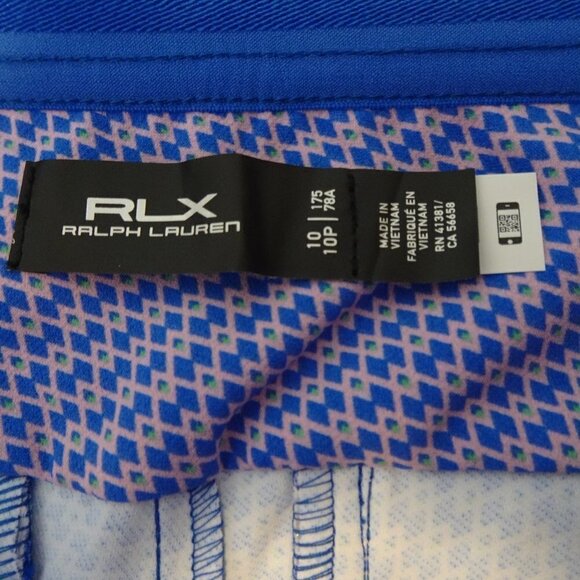 RLX
RALPH LAUREN
10 | 175
10P | 78A
MADE IN
VIETNAM
FABRIQUÉ EN
VIETNAM
RN 41381/
CA 56658